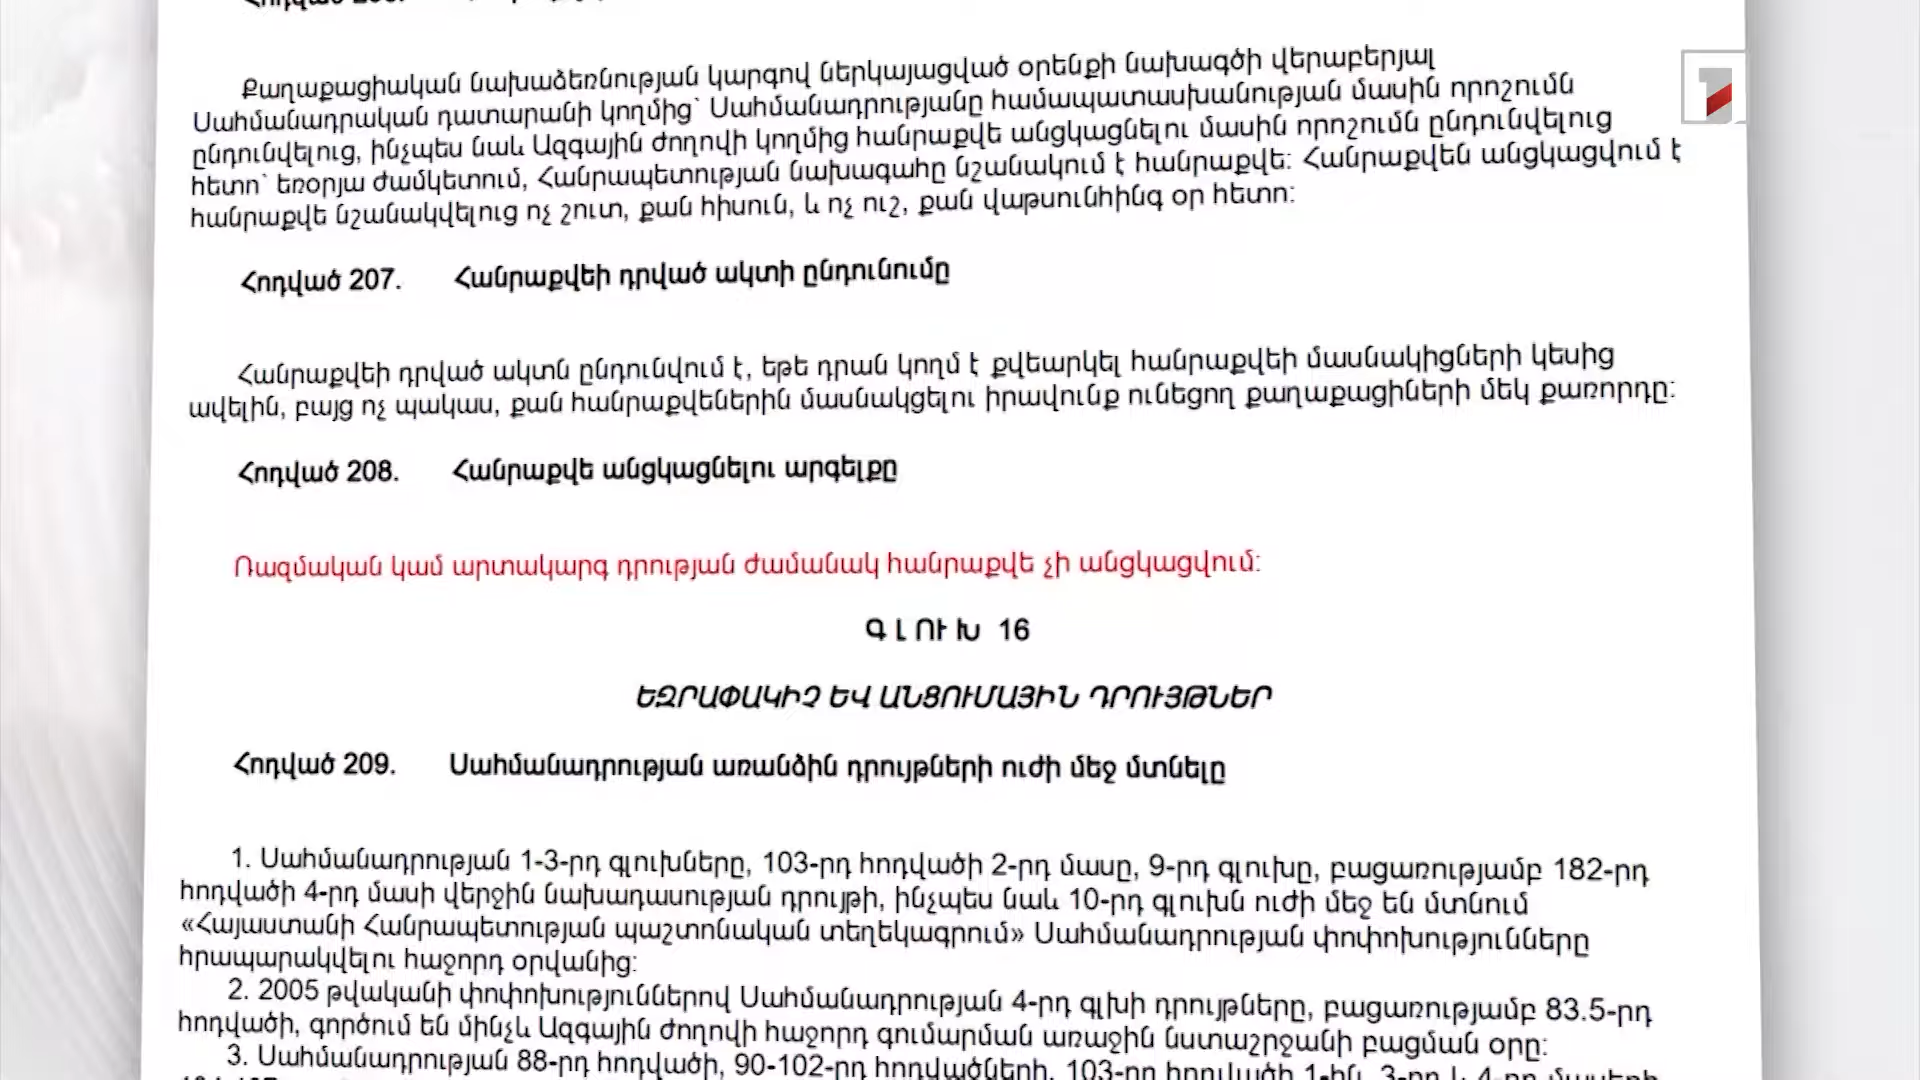 Քաղաքացիական նախաձեռնության կարգով ներկայացված օրենքի նախագծի վերաբերյալ
Սահմանադրական դատարանի կողմից՝ Սահմանադրությանը համապատասխանության մասին որոշումն
ընդունվելուց, ինչպես նաև Ազգային ժողովի կողմից հանրաքվե անցկացնելու մասին որոշումն ընդունվելուց
հետո՝ եռօրյա ժամկետում, Հանրապետության նախագահը նշանակում է հանրաքվե: Հանրաքվեն անցկացվում է
հանրաքվե նշանակվելուց ոչ շուտ, քան հիսուն, և ոչ ուշ, քան վաթսունհինգ օր հետո:
Հոդված 207. Հանրաքվեի դրված ակտի ընդունումը
Հանրաքվեի դրված ակտն ընդունվում է, եթե դրան կողմ է քվեարկել հանրաքվեի մասնակիցների կեսից
ավելին, բայց ոչ պակաս, քան հանրաքվեներին մասնակցելու իրավունք ունեցող քաղաքացիների մեկ քառորդը:
Հոդված 208. Հանրաքվե անցկացնելու արգելքը
Ռազմական կամ արտակարգ դրության ժամանակ հանրաքվե չի անցկացվում:
Գ Լ ՈՒ Խ 16
ԵԶՐԱՓԱԿԻՉ ԵՎ ԱՆՑՈՒՄԱՅԻՆ ԴՐՈՒՅԹՆԵՐ
Հոդված 209. Սահմանադրության առանձին դրույթների ուժի մեջ մտնելը
1. Սահմանադրության 1-3-րդ գլուխները, 103-րդ հոդվածի 2-րդ մասը, 9-րդ գլուխը, բացառությամբ 182-րդ
հոդվածի 4-րդ մասի վերջին նախադասության դրույթի, ինչպես նաև 10-րդ գլուխն ուժի մեջ են մտնում
«Հայաստանի Հանրապետության պաշտոնական տեղեկագրում» Սահմանադրության փոփոխությունները
հրապարակվելու հաջորդ օրվանից:
2. 2005 թվականի փոփոխություններով Սահմանադրության 4-րդ գլխի դրույթները, բացառությամբ 83.5-րդ
հոդվածի, գործում են մինչև Ազգային ժողովի հաջորդ գումարման առաջին նստաշրջանի բացման օրը:
3. Սահմանադրության 88-րդ հոդվածի, 90-102-րդ հոդվածների, 103-րդ հոդվածի 1-ին, 3-րդ և 4-րդ մասերի